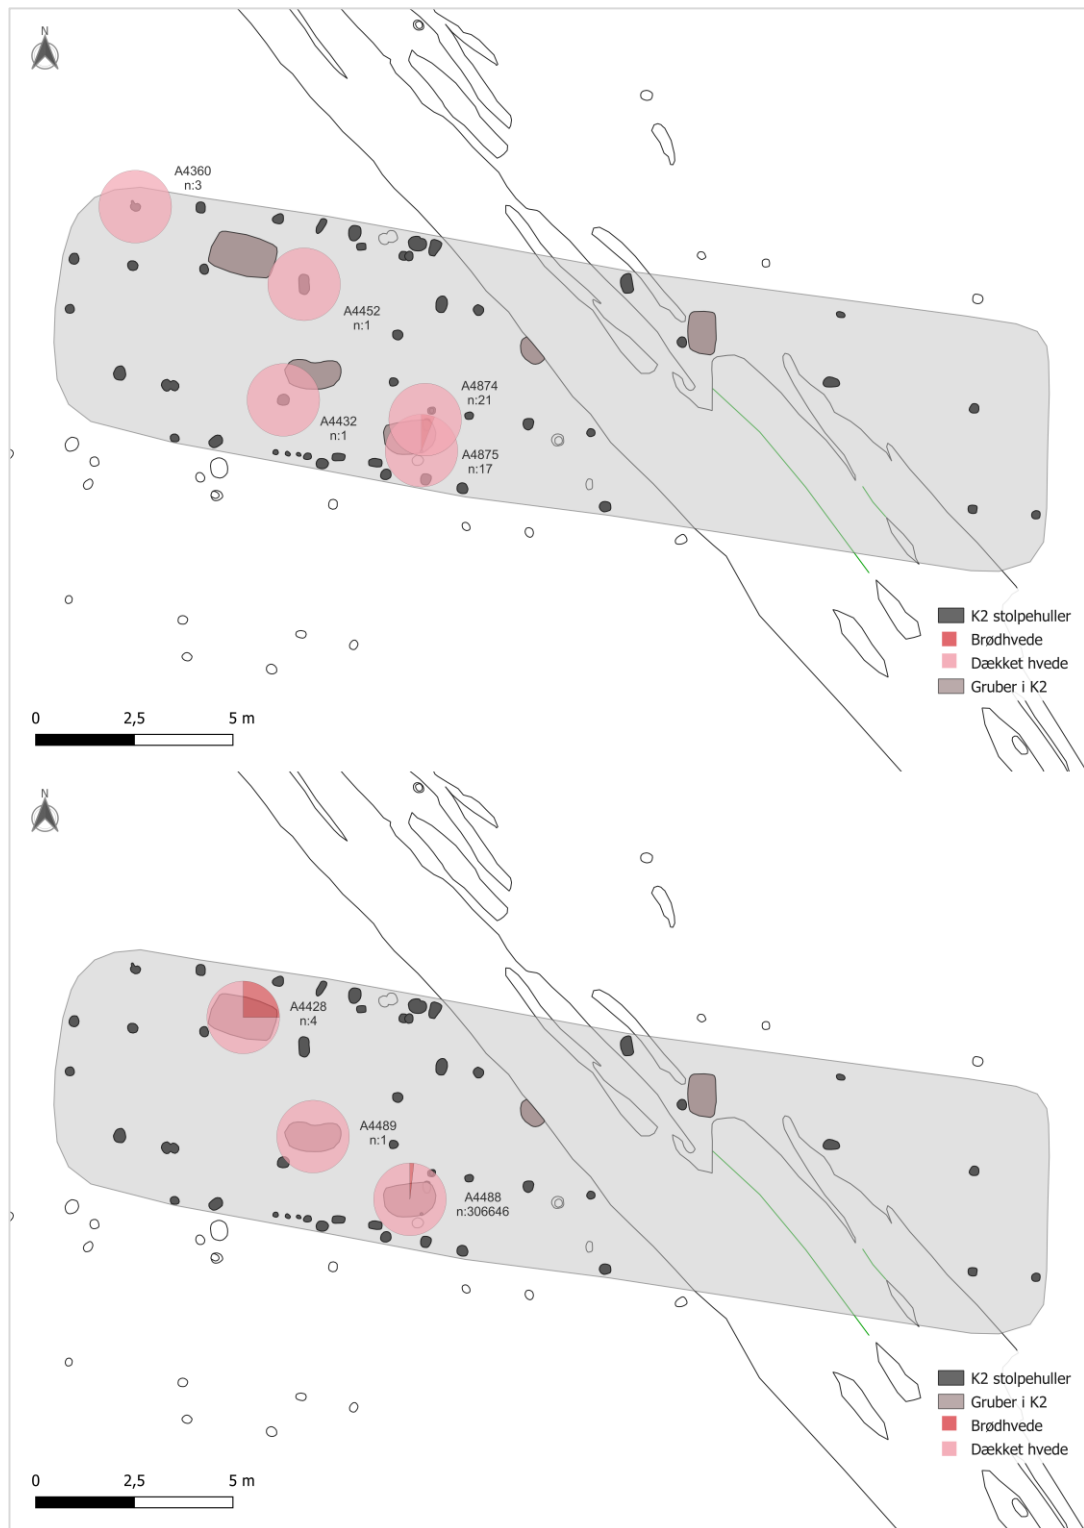 N
A4360
n:3
A4452
n:1
A4432
n:1
A4874
n:21
A4875
n:17
K2 stolpehuller
Brødhvede
Dækket hvede
Gruber i K2
0 2,5 5 m
N
A4428
n:4
A4489
n:1
A4488
n:306646
K2 stolpehuller
Gruber i K2
Brødhvede
Dækket hvede
0 2,5 5 m